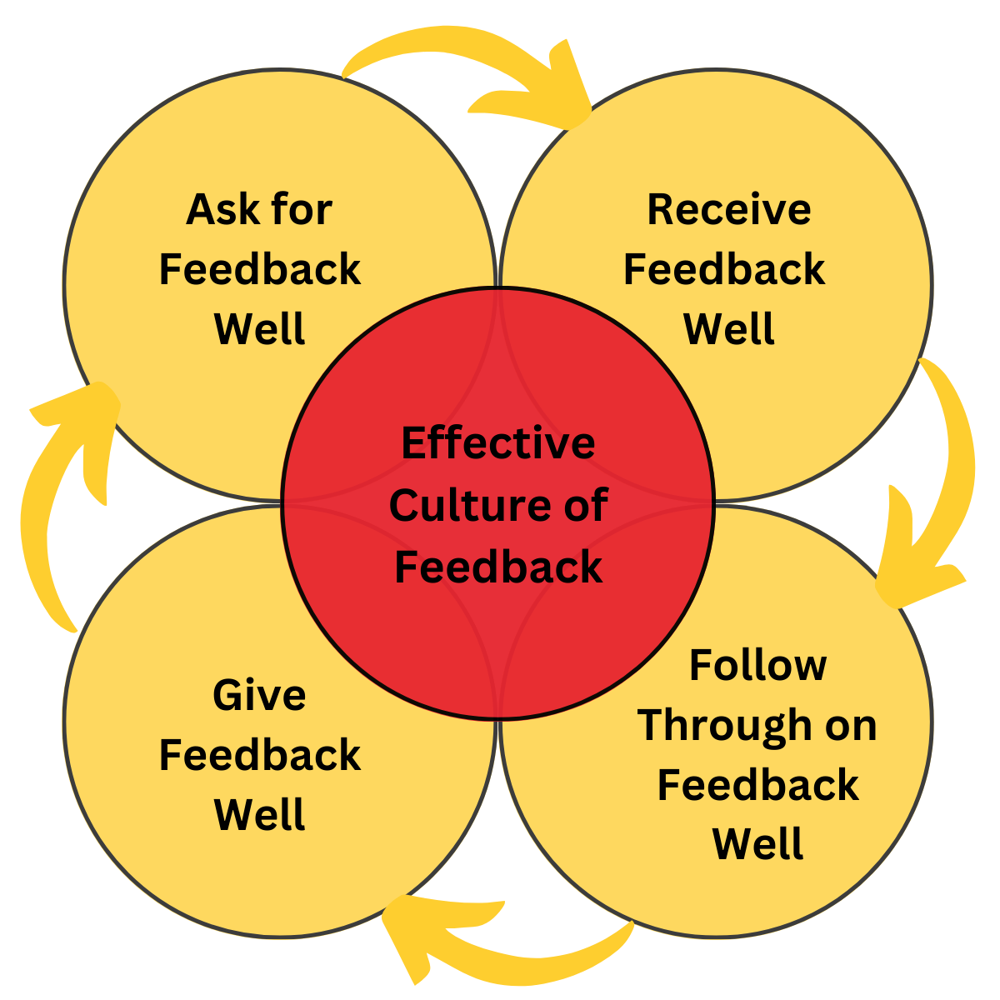 Ask for
Feedback
Well
Receive
Feedback
Well
Effective
Culture of
Feedback
Give
Feedback
Well
Follow
Through on
Feedback
Well